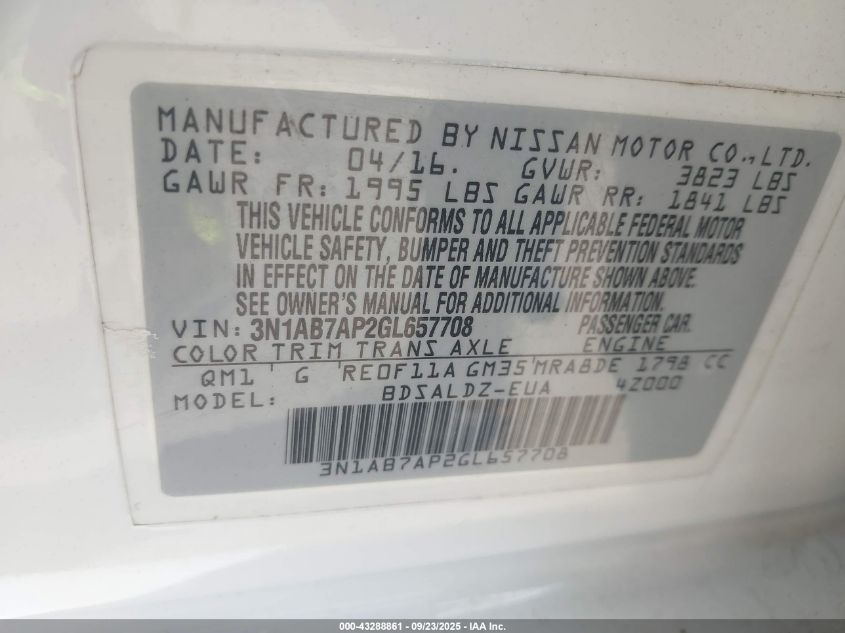 MANUFACTURED BY NISSAN MOTOR CO.,LTD.
DATE: 04/16. GVWR: 3823 LBS
GAWR FR: 1995 LBS GAWR RR: 1841 LBS
THIS VEHICLE CONFORMS TO ALL APPLICABLE FEDERAL MOTOR
VEHICLE SAFETY, BUMPER AND THEFT PREVENTION STANDARDS
IN EFFECT ON THE DATE OF MANUFACTURE SHOWN ABOVE.
SEE OWNER'S MANUAL FOR ADDITIONAL INFORMATION.
VIN: 3N1AB7AP2GL657708 PASSENGER CAR.
COLOR TRIM TRANS AXLE ENGINE
QM1 G RE0F11A GM35 MRA8DE 1798 CC
MODEL: BDSALDZ-EUA 4Z000
3N1AB7AP2GL657708
000-43288861 - 09/23/2025 - IAA Inc.